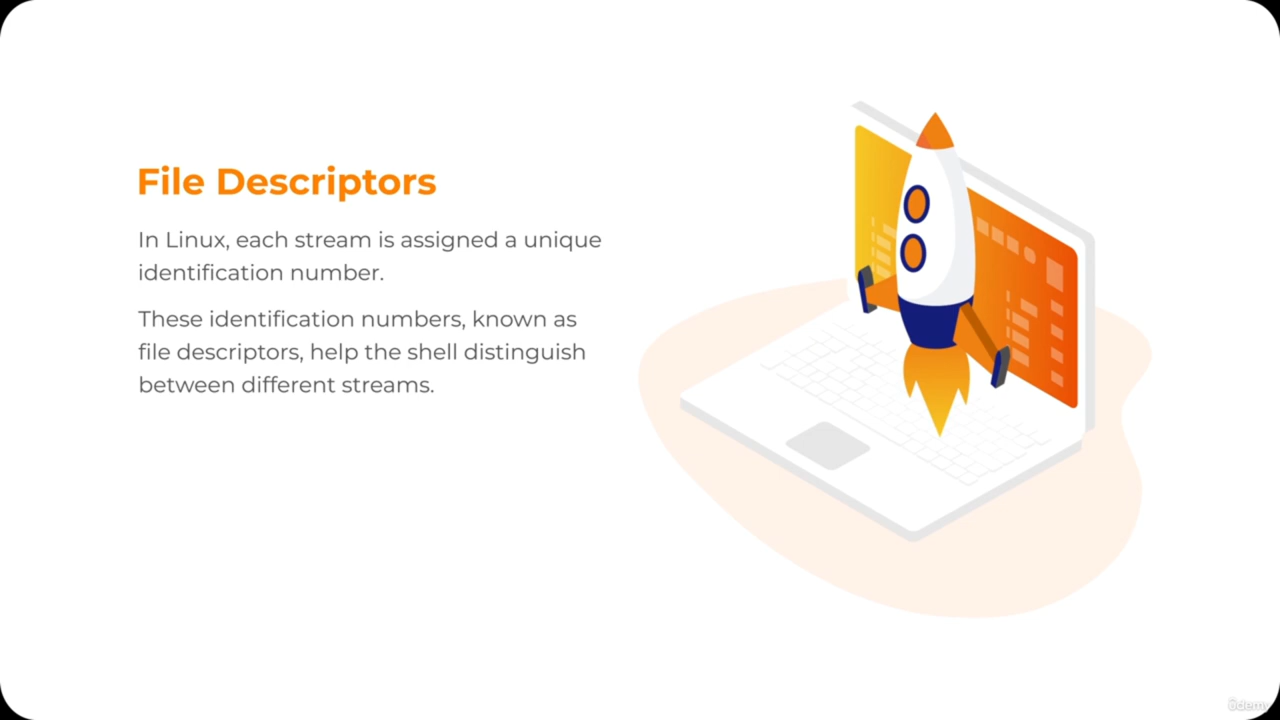 File Descriptors
In Linux, each stream is assigned a unique
identification number.
These identification numbers, known as
file descriptors, help the shell distinguish
between different streams.
ûdemy